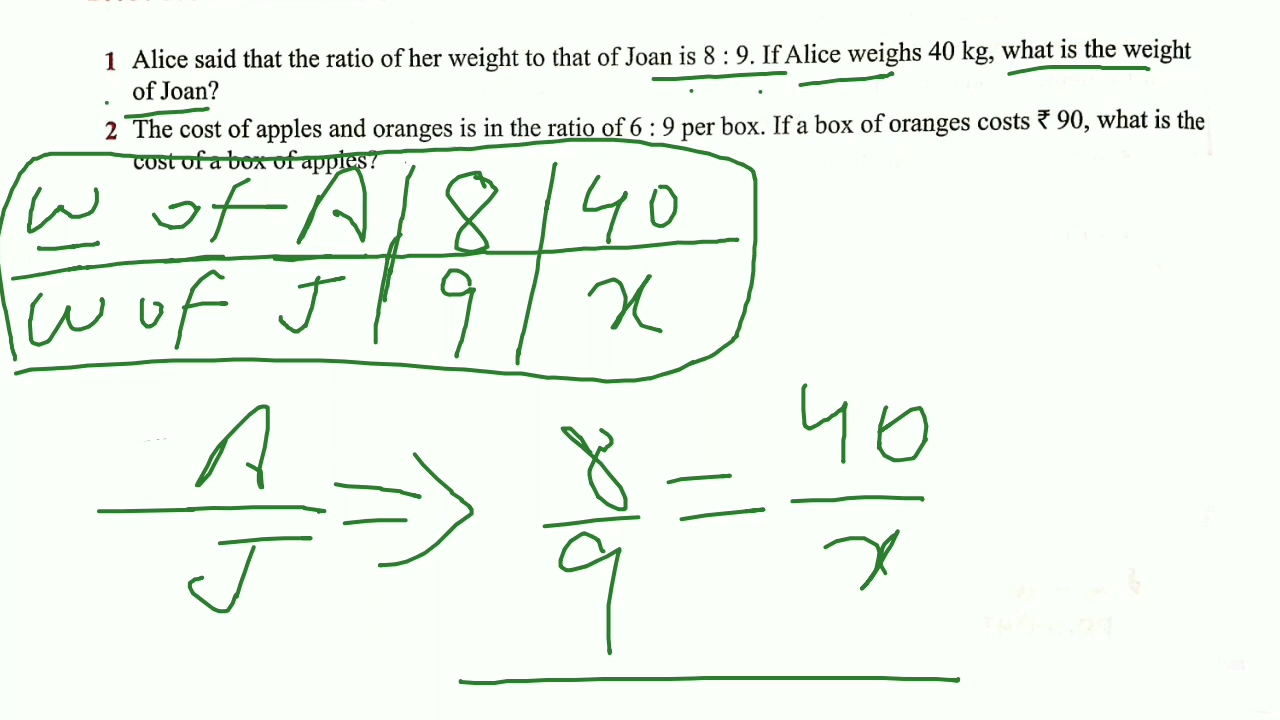 1 Alice said that the ratio of her weight to that of Joan is 8 : 9. If Alice weighs 40 kg, what is the weight
of Joan?
2 The cost of apples and oranges is in the ratio of 6 : 9 per box. If a box of oranges costs ₹ 90, what is the
cost of a box of apples?
W of A | 8 | 40
W of J | 9 | x
A 8 = 40
J ⇒ 9 x